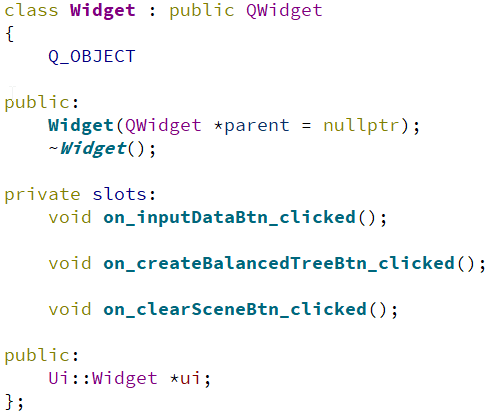 class Widget : public QWidget
{
    Q_OBJECT

public:
    Widget(QWidget *parent = nullptr);
    ~Widget();

private slots:
    void on_inputDataBtn_clicked();

    void on_createBalancedTreeBtn_clicked();

    void on_clearSceneBtn_clicked();

public:
    Ui::Widget *ui;
};